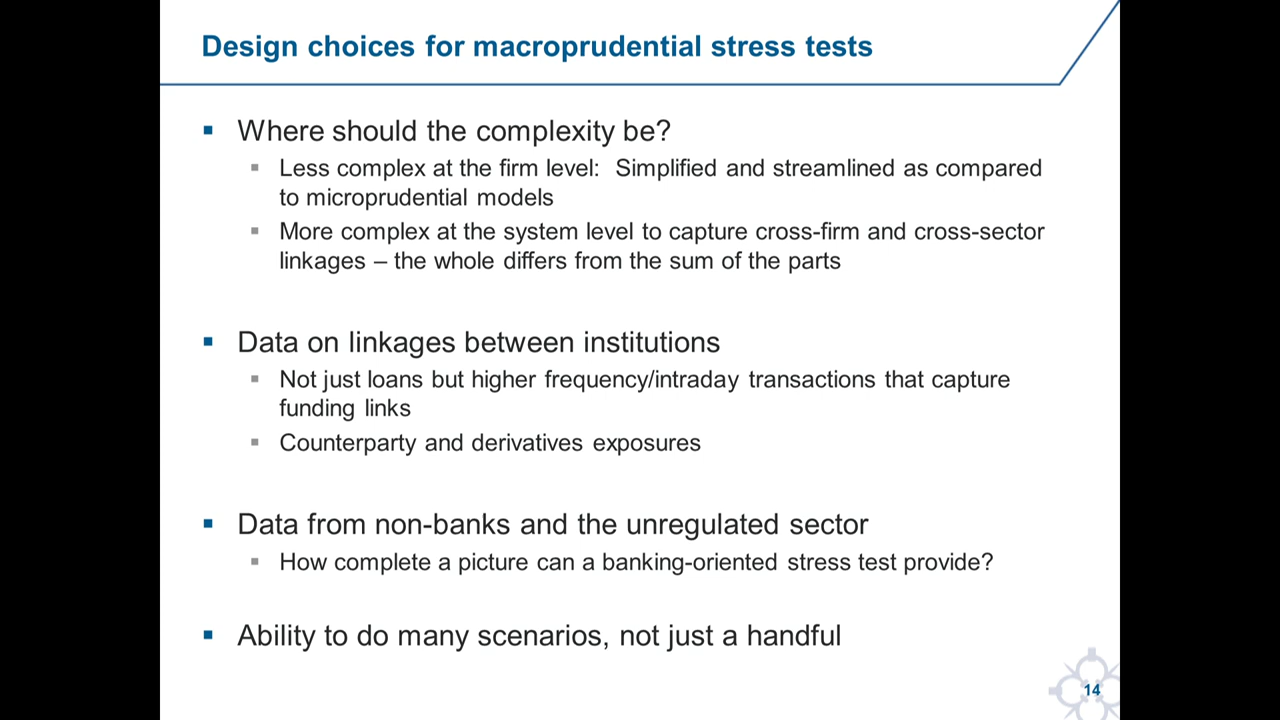 Design choices for macroprudential stress tests
Where should the complexity be?
Less complex at the firm level:  Simplified and streamlined as compared
to microprudential models
More complex at the system level to capture cross-firm and cross-sector
linkages – the whole differs from the sum of the parts
Data on linkages between institutions
Not just loans but higher frequency/intraday transactions that capture
funding links
Counterparty and derivatives exposures
Data from non-banks and the unregulated sector
How complete a picture can a banking-oriented stress test provide?
Ability to do many scenarios, not just a handful
14